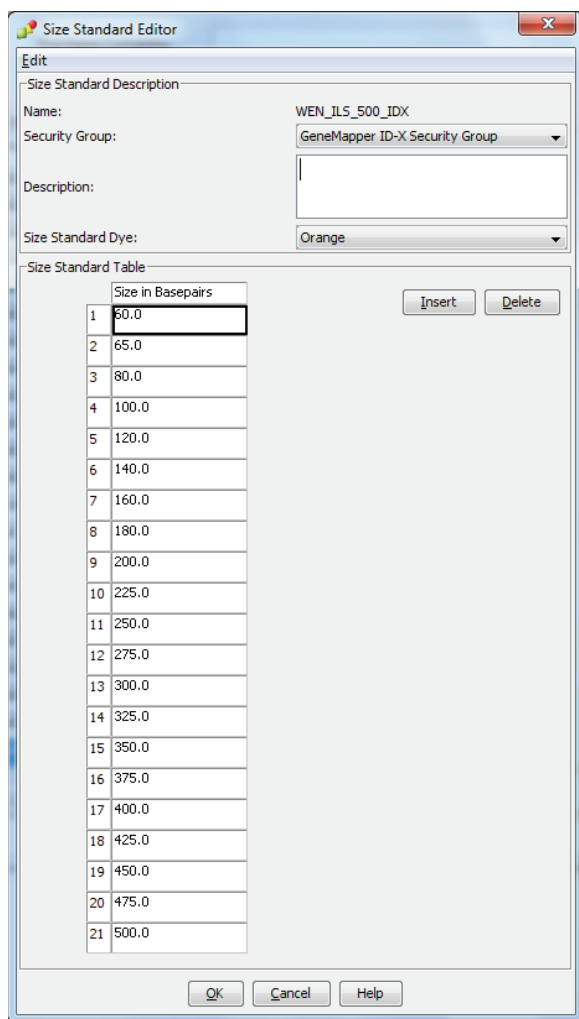 Size Standard Editor
Edit
Size Standard Description
Name: WEN_ILS_500_IDX
Security Group: GeneMapper ID-X Security Group
Description:
Size Standard Dye: Orange
Size Standard Table
Size in Basepairs
Insert Delete
1 60.0
2 65.0
3 80.0
4 100.0
5 120.0
6 140.0
7 160.0
8 180.0
9 200.0
10 225.0
11 250.0
12 275.0
13 300.0
14 325.0
15 350.0
16 375.0
17 400.0
18 425.0
19 450.0
20 475.0
21 500.0
OK Cancel Help